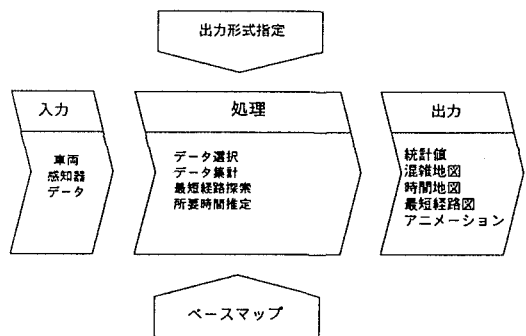 出力形式指定
入力
車両
感知器
データ
処理
データ選択
データ集計
最短経路探索
所要時間推定
出力
統計値
混雑地図
時間地図
最短経路図
アニメーション
ベースマップ